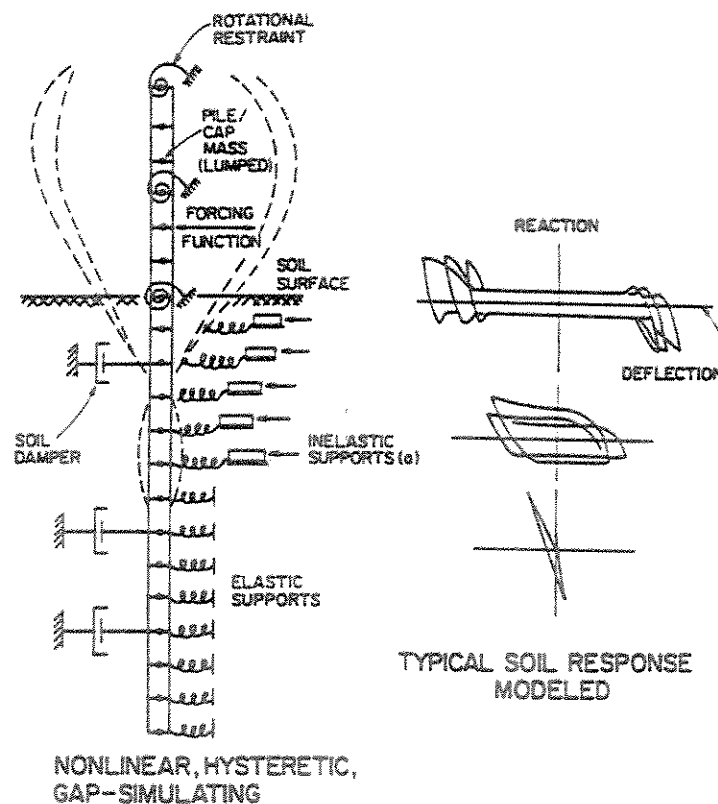 ROTATIONAL
RESTRAINT
PILE/
CAP
MASS
(LUMPED)
FORCING
FUNCTION
SOIL
SURFACE
SOIL
DAMPER
INELASTIC
SUPPORTS (a)
ELASTIC
SUPPORTS
NONLINEAR, HYSTERETIC,
GAP-SIMULATING
REACTION
DEFLECTION
TYPICAL SOIL RESPONSE
MODELED